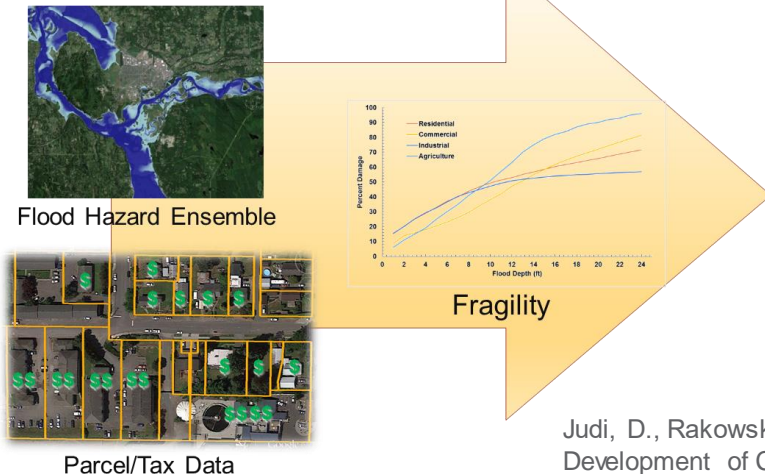 Flood Hazard Ensemble
$ $ $ $ $ $
$$ $$ $$ $$ $ $ $
$$$$
Parcel/Tax Data
100
90
80
70
60
50
40
30
20
10
0
Percent Damage
Residential
Commercial
Industrial
Agriculture
0 2 4 6 8 10 12 14 16 18 20 22 24 26
Flood Depth (ft)
Fragility
Judi, D., Rakowsk
Development of C